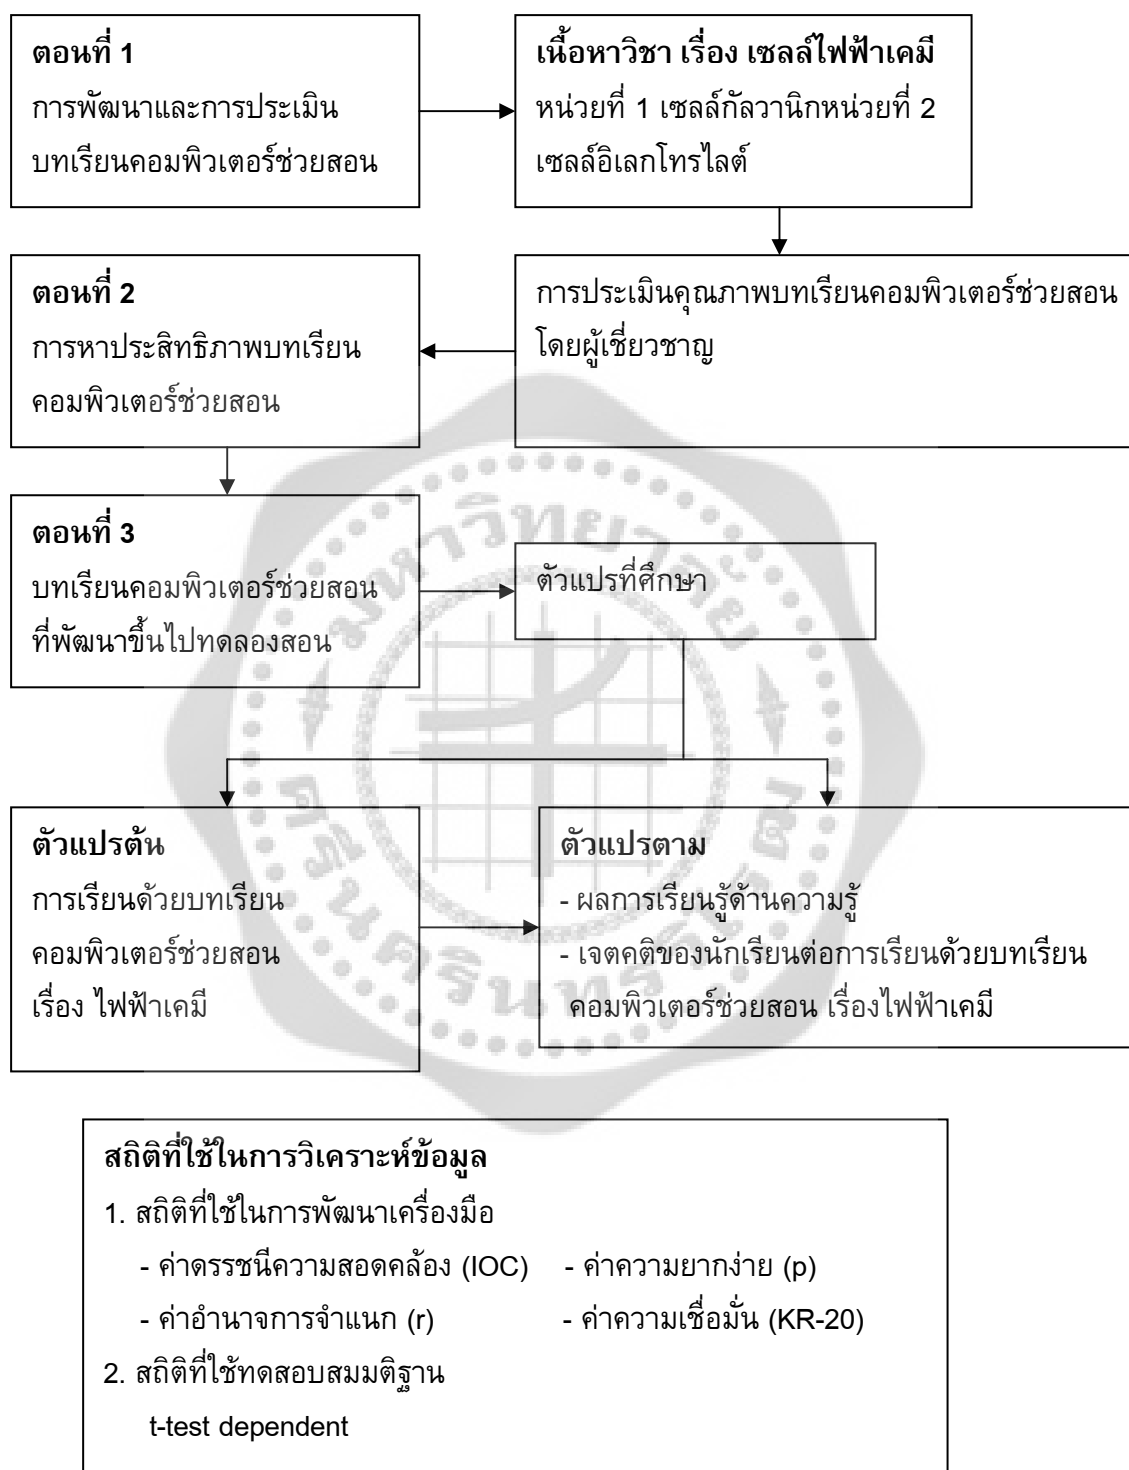 ตอนที่ 1
การพัฒนาและการประเมิน
บทเรียนคอมพิวเตอร์ช่วยสอน
เนื้อหาวิชา เรื่อง เซลล์ไฟฟ้าเคมี
หน่วยที่ 1 เซลล์กัลวานิกหน่วยที่ 2
เซลล์อิเลกโทรไลต์
ตอนที่ 2
การหาประสิทธิภาพบทเรียน
คอมพิวเตอร์ช่วยสอน
การประเมินคุณภาพบทเรียนคอมพิวเตอร์ช่วยสอน
โดยผู้เชี่ยวชาญ
ตอนที่ 3
บทเรียนคอมพิวเตอร์ช่วยสอน
ที่พัฒนาขึ้นไปทดลองสอน
ตัวแปรที่ศึกษา
ตัวแปรต้น
การเรียนด้วยบทเรียน
คอมพิวเตอร์ช่วยสอน
เรื่อง ไฟฟ้าเคมี
ตัวแปรตาม
- ผลการเรียนรู้ด้านความรู้
- เจตคติของนักเรียนต่อการเรียนด้วยบทเรียน
คอมพิวเตอร์ช่วยสอน เรื่องไฟฟ้าเคมี
มหาวิทยาลัย
ศรีนครินทรวิโรฒ
สถิติที่ใช้ในการวิเคราะห์ข้อมูล
1. สถิติที่ใช้ในการพัฒนาเครื่องมือ
- ค่าดรรชนีความสอดคล้อง (IOC) - ค่าความยากง่าย (p)
- ค่าอำนาจการจำแนก (r) - ค่าความเชื่อมั่น (KR-20)
2. สถิติที่ใช้ทดสอบสมมติฐาน
t-test dependent